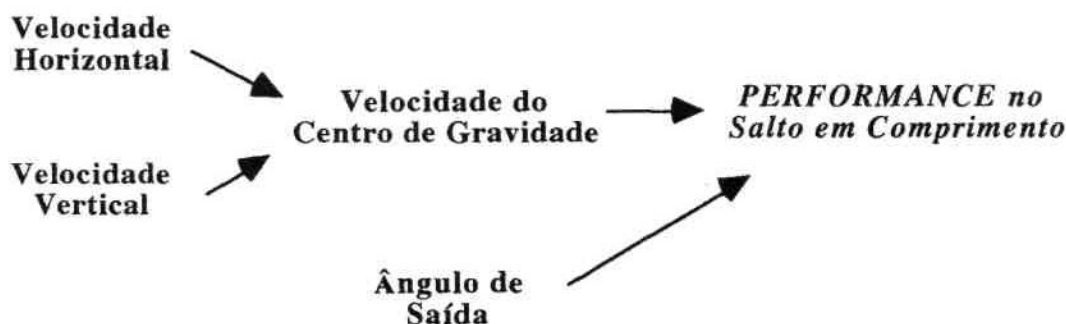 Velocidade
Horizontal
Velocidade do
Centro de Gravidade
PERFORMANCE no
Salto em Comprimento
Velocidade
Vertical
Ângulo de
Saída